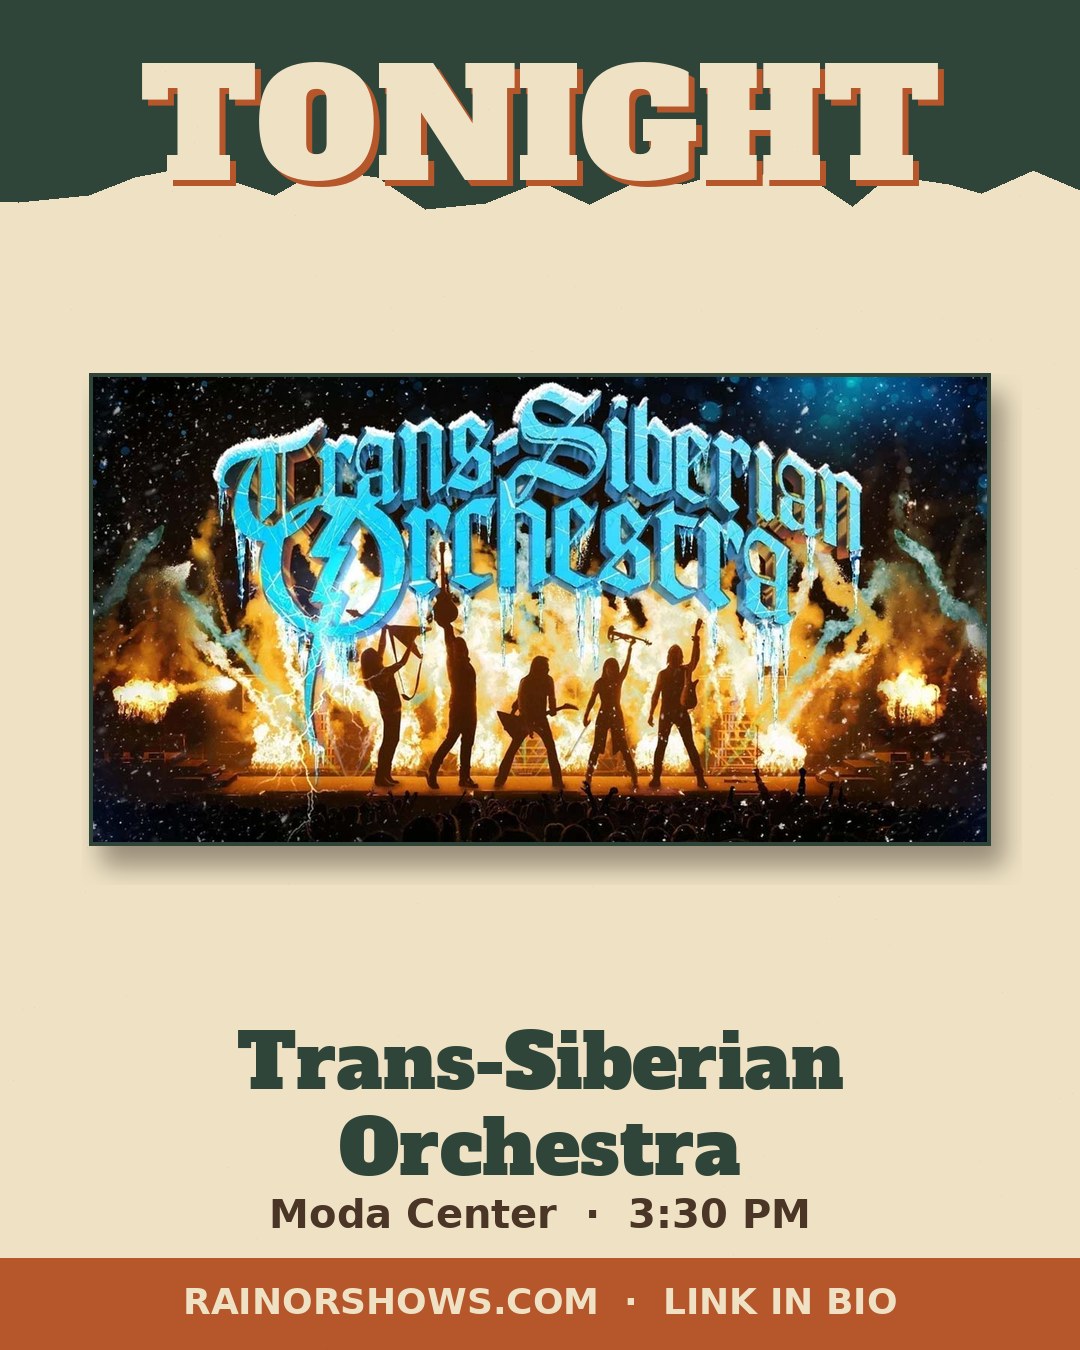 TONIGHT
Trans-Siberian
Orchestra
Trans-Siberian
Orchestra
Moda Center · 3:30 PM
RAINORSHOWS.COM · LINK IN BIO